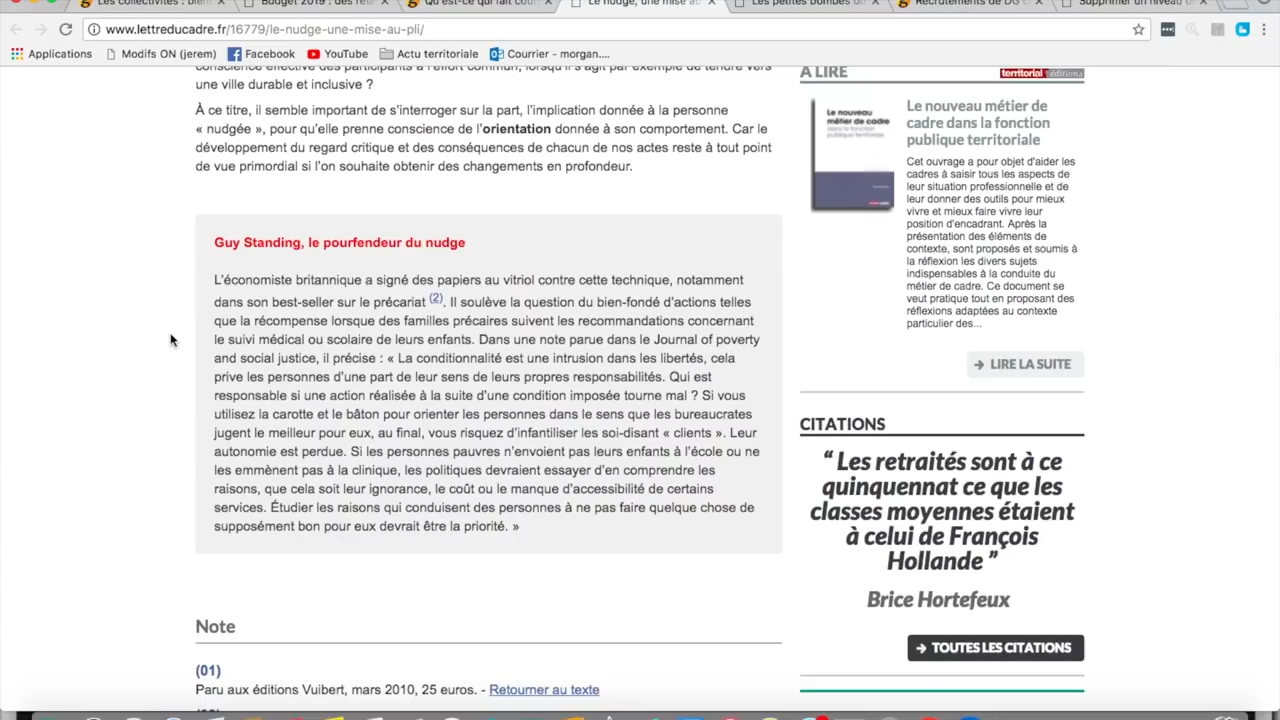 Les collectivités : bien
Budget 2019 : des
Le nudge, une mise a
Les petites bombes
Recrutements de DG
Supprimer un niveau
www.lettreducadre.fr/16779/le-nudge-une-mise-au-pli/
Applications Modifs ON (jerem) Facebook YouTube Actu territoriale Courrier - morgan....
conscience effective des participants à l'effort commun, lorsqu'il s'agit par exemple de tendre vers
une ville durable et inclusive ?
À ce titre, il semble important de s'interroger sur la part, l'implication donnée à la personne
« nudgée », pour qu'elle prenne conscience de l'orientation donnée à son comportement. Car le
développement du regard critique et des conséquences de chacun de nos actes reste à tout point
de vue primordial si l'on souhaite obtenir des changements en profondeur.
Guy Standing, le pourfendeur du nudge
L'économiste britannique a signé des papiers au vitriol contre cette technique, notamment
dans son best-seller sur le précariat (2). Il soulève la question du bien-fondé d'actions telles
que la récompense lorsque des familles précaires suivent les recommandations concernant
le suivi médical ou scolaire de leurs enfants. Dans une note parue dans le Journal of poverty
and social justice, il précise : « La conditionnalité est une intrusion dans les libertés, cela
prive les personnes d'une part de leur sens de leurs propres responsabilités. Qui est
responsable si une action réalisée à la suite d'une condition imposée tourne mal ? Si vous
utilisez la carotte et le bâton pour orienter les personnes dans le sens que les bureaucrates
jugent le meilleur pour eux, au final, vous risquez d'infantiliser les soi-disant « clients ». Leur
autonomie est perdue. Si les personnes pauvres n'envoient pas leurs enfants à l'école ou ne
les emmènent pas à la clinique, les politiques devraient essayer d'en comprendre les
raisons, que cela soit leur ignorance, le coût ou le manque d'accessibilité de certains
services. Étudier les raisons qui conduisent des personnes à ne pas faire quelque chose de
supposément bon pour eux devrait être la priorité. »
Note
(01)
Paru aux éditions Vuibert, mars 2010, 25 euros. - Retourner au texte
A LIRE
territorial éditions
Le nouveau
métier de cadre
Le nouveau métier de
cadre dans la fonction
publique territoriale
Cet ouvrage a pour objet d'aider les
cadres à saisir tous les aspects de
leur situation professionnelle et de
leur donner des outils pour mieux
vivre et mieux faire vivre leur
position d'encadrant. Après la
présentation des éléments de
contexte, sont proposés et soumis à
la réflexion les divers sujets
indispensables à la conduite du
métier de cadre. Ce document se
veut pratique tout en proposant des
réflexions adaptées au contexte
particulier des...
LIRE LA SUITE
CITATIONS
“ Les retraités sont à ce
quinquennat ce que les
classes moyennes étaient
à celui de François
Hollande ”
Brice Hortefeux
TOUTES LES CITATIONS